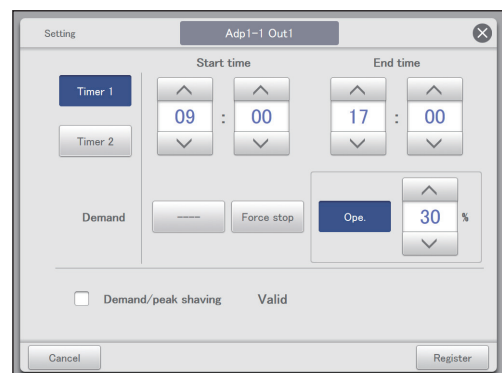 Setting
Adp1-1 Out1
Start time
End time
Timer 1
09 : 00
17 : 00
Timer 2
Demand
----
Force stop
Ope.
30 %
Demand/peak shaving
Valid
Cancel
Register